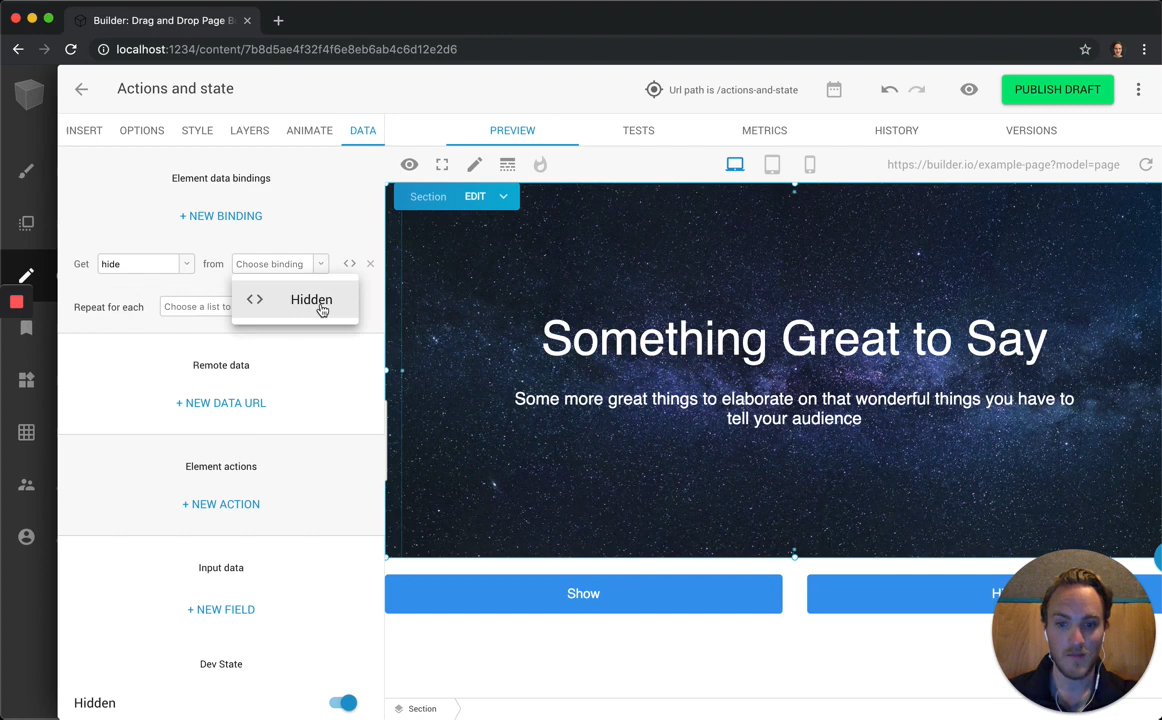 Builder: Drag and Drop Page B
localhost:1234/content/7b8d5ae4f32f4f6e8eb6ab4c6d12e2d6
Actions and state
Url path is /actions-and-state
PUBLISH DRAFT
INSERT OPTIONS STYLE LAYERS ANIMATE DATA
PREVIEW TESTS METRICS HISTORY VERSIONS
https://builder.io/example-page?model=page
Element data bindings
+ NEW BINDING
Get hide from Choose binding
Hidden
Repeat for each Choose a list to
Remote data
+ NEW DATA URL
Element actions
+ NEW ACTION
Input data
+ NEW FIELD
Dev State
Hidden
Section EDIT
Something Great to Say
Some more great things to elaborate on that wonderful things you have to
tell your audience
Show
Section